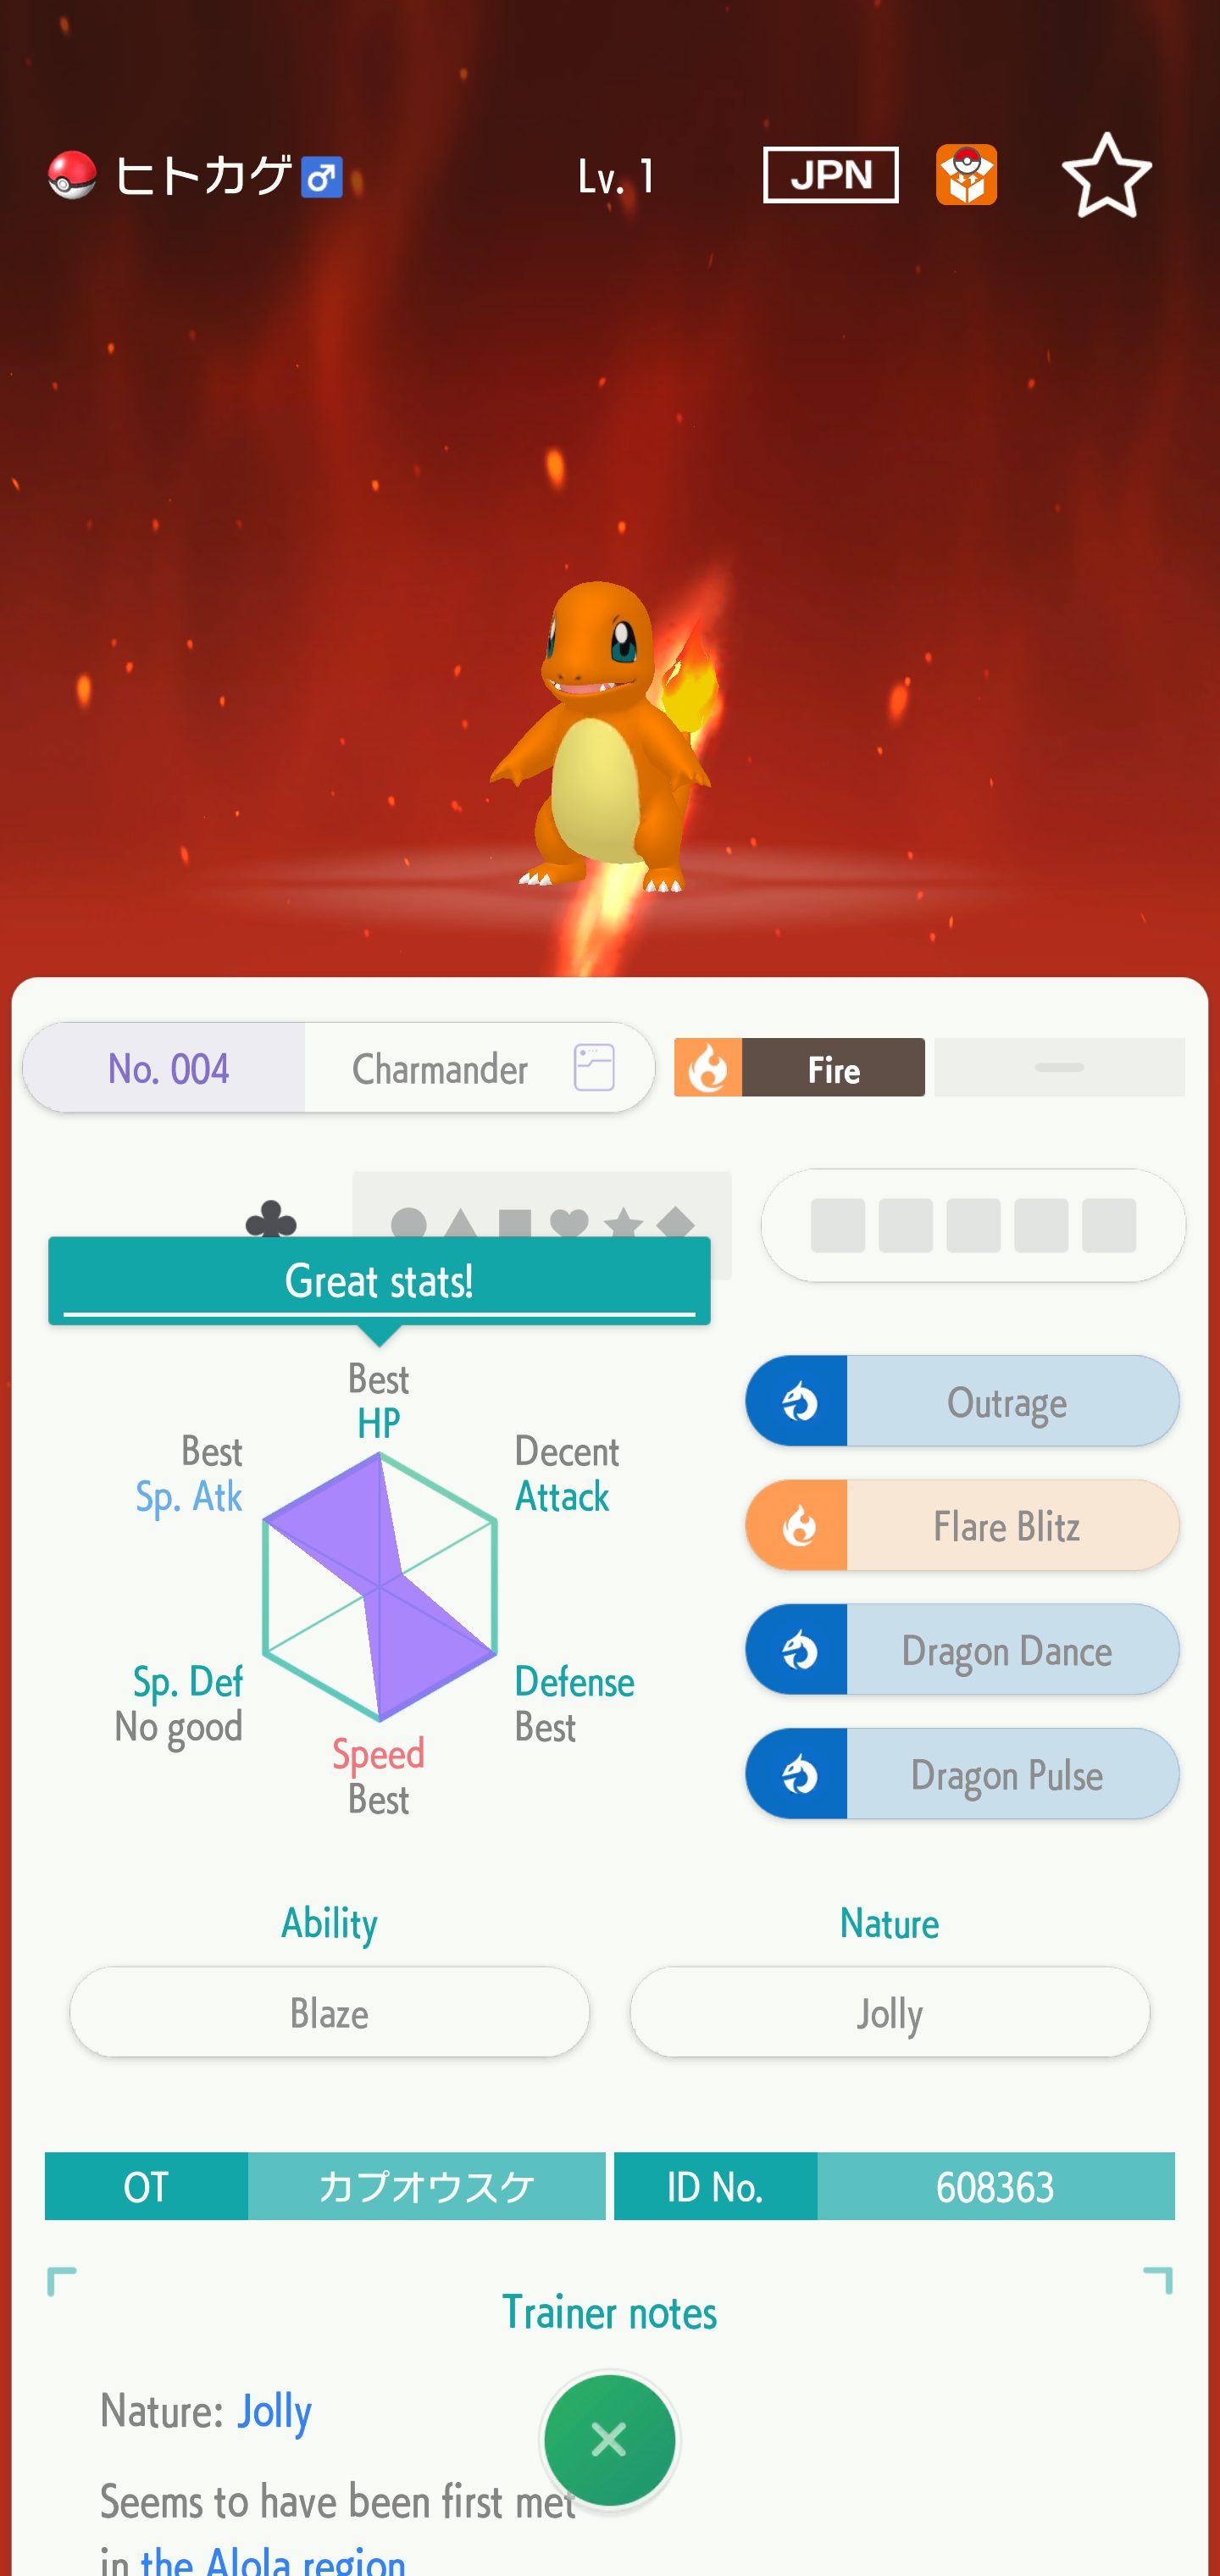 ヒトカゲ♂ Lv. 1 JPN
No. 004 Charmander Fire
Great stats!
Best
HP
Best
Sp. Atk
Decent
Attack
Sp. Def
No good
Defense
Best
Speed
Best
Outrage
Flare Blitz
Dragon Dance
Dragon Pulse
Ability
Blaze
Nature
Jolly
OT カプオウスケ ID No. 608363
Trainer notes
Nature: Jolly
Seems to have been first met
in the Alola region